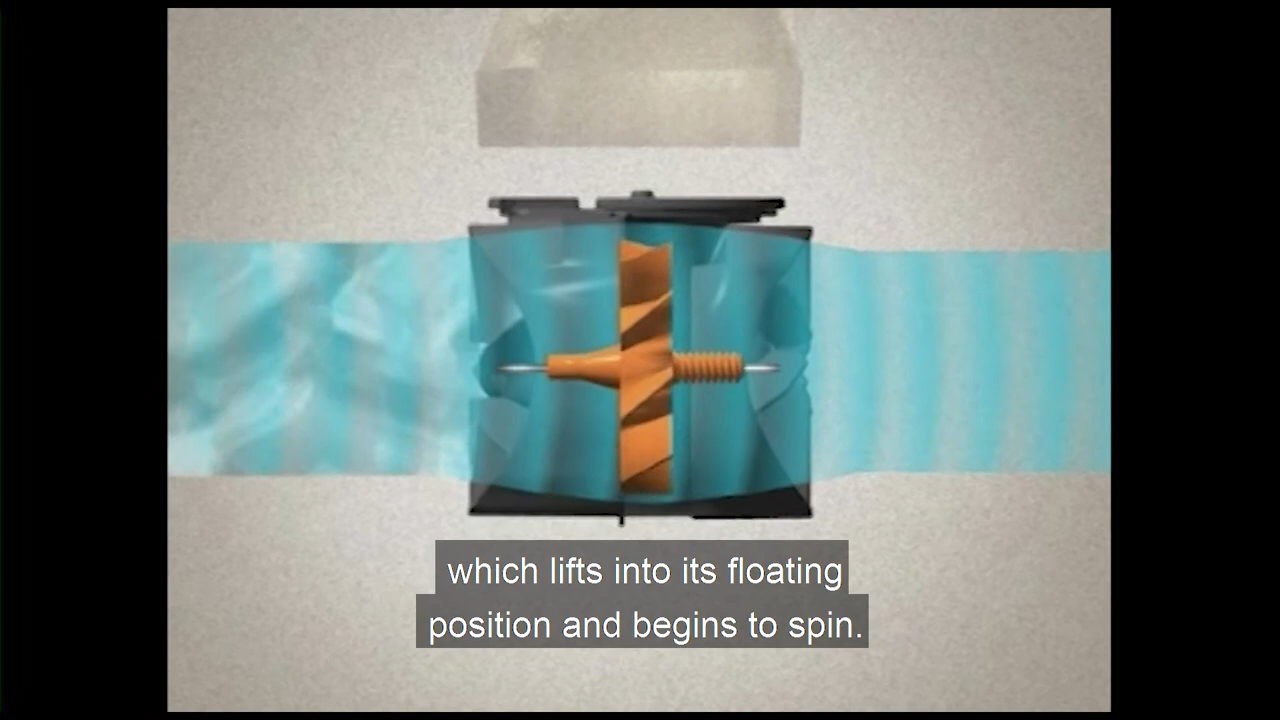 which lifts into its floating
position and begins to spin.